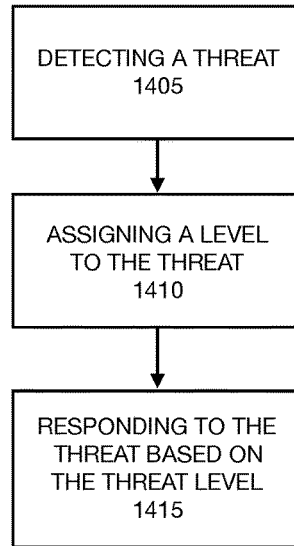 DETECTING A THREAT
1405
ASSIGNING A LEVEL
TO THE THREAT
1410
RESPONDING TO THE
THREAT BASED ON
THE THREAT LEVEL
1415